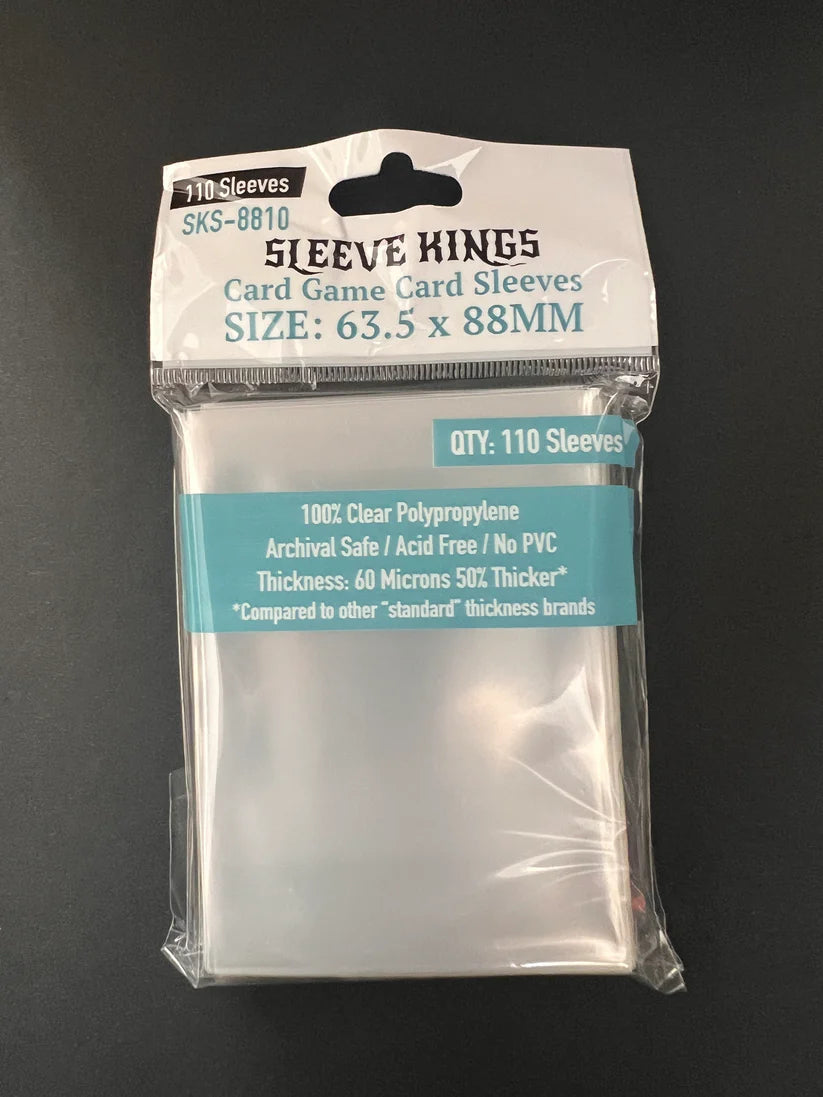 110 Sleeves
SKS-8810
SLEEVE KINGS
Card Game Card Sleeves
SIZE: 63.5 x 88MM
QTY: 110 Sleeves
100% Clear Polypropylene
Archival Safe / Acid Free / No PVC
Thickness: 60 Microns 50% Thicker*
*Compared to other "standard" thickness brands